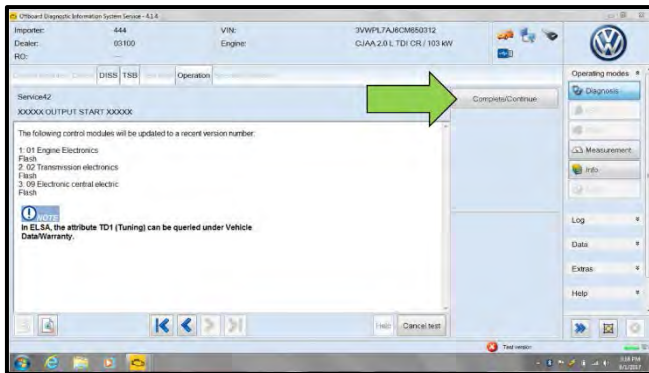 Offboard Diagnostic Information System Service - 4.1.4
Importer: 444 VIN: 3VWPL7AJ6CM650312
Dealer: 03100 Engine: CJAA 2.0 L TDI CR / 103 kW
RO: ---
DISS TSB Operation
Operating modes
Diagnosis
Service42
Complete/Continue
XXXXX OUTPUT START XXXXX
The following control modules will be updated to a recent version number:
1: 01 Engine Electronics
Flash
2: 02 Transmission electronics
Flash
3: 09 Electronic central electric
Flash
NOTE
In ELSA, the attribute TD1 (Tuning) can be queried under Vehicle
Data/Warranty.
Measurement
Info
Log
Data
Extras
Help
Help Cancel test
Test version
3:18 PM